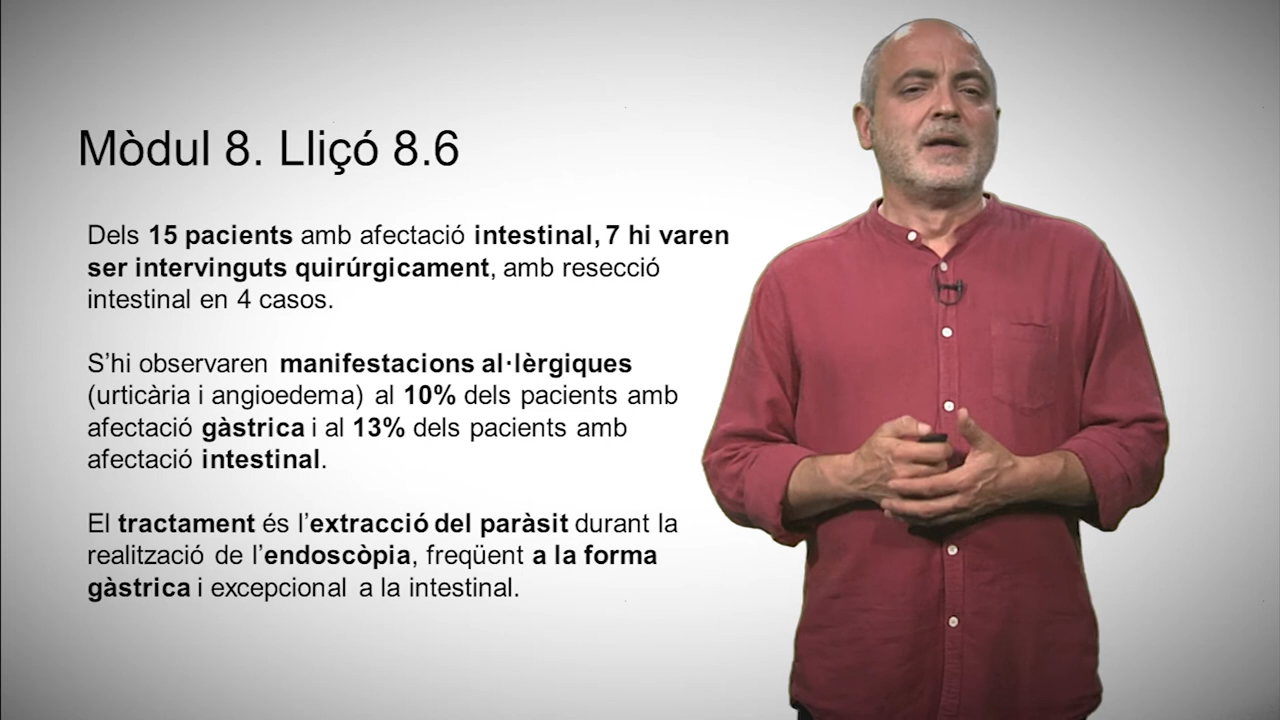 Mòdul 8. Lliçó 8.6
Dels 15 pacients amb afectació intestinal, 7 hi varen
ser intervinguts quirúrgicament, amb resecció
intestinal en 4 casos.
S'hi observaren manifestacions al·lèrgiques
(urticària i angioedema) al 10% dels pacients amb
afectació gàstrica i al 13% dels pacients amb
afectació intestinal.
El tractament és l'extracció del paràsit durant la
realització de l'endoscòpia, freqüent a la forma
gàstrica i excepcional a la intestinal.